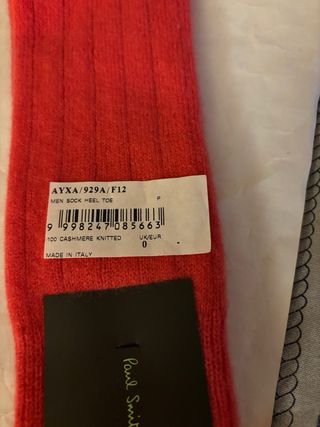 AYXA/929A/F12
MEN SOCK HEEL TOE P
9 998247 085663
100 CASHMERE KNITTED UK/EUR
0 -
MADE IN ITALY
Paul Smit